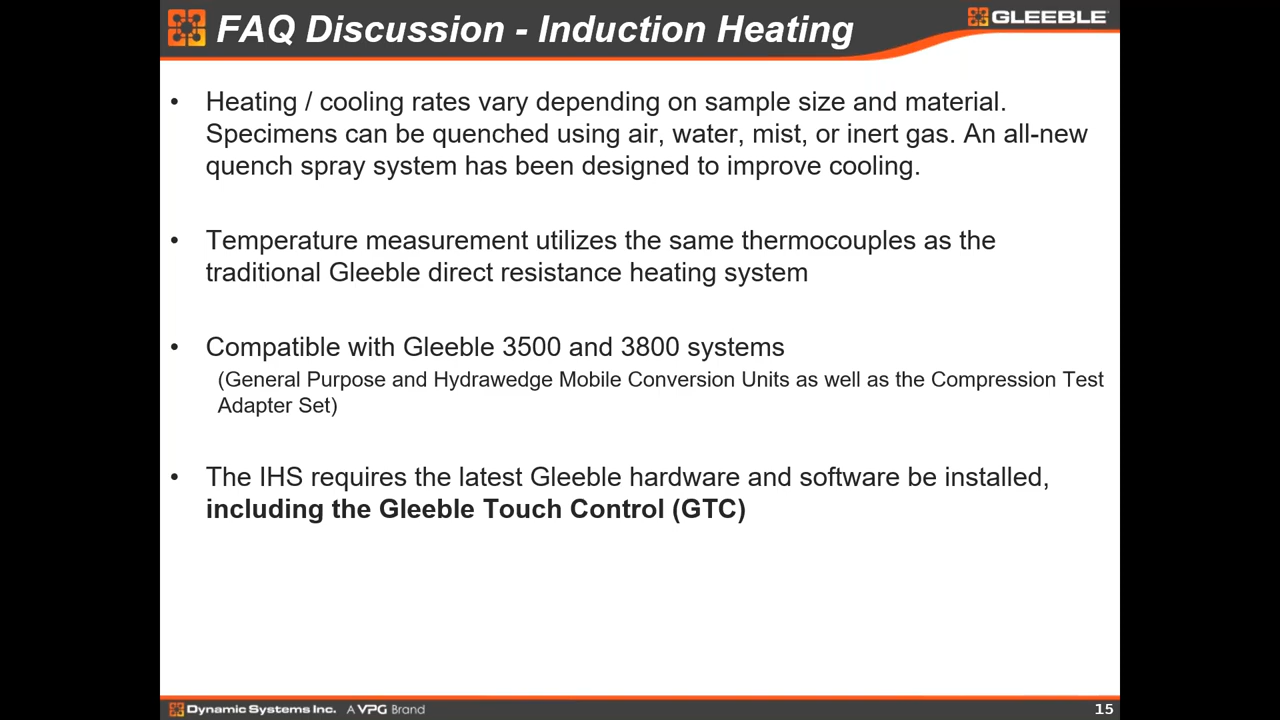 FAQ Discussion - Induction Heating
GLEEBLE®
• Heating / cooling rates vary depending on sample size and material.
Specimens can be quenched using air, water, mist, or inert gas. An all-new
quench spray system has been designed to improve cooling.
• Temperature measurement utilizes the same thermocouples as the
traditional Gleeble direct resistance heating system
• Compatible with Gleeble 3500 and 3800 systems
(General Purpose and Hydrawedge Mobile Conversion Units as well as the Compression Test
Adapter Set)
• The IHS requires the latest Gleeble hardware and software be installed,
including the Gleeble Touch Control (GTC)
Dynamic Systems Inc. A VPG Brand
15